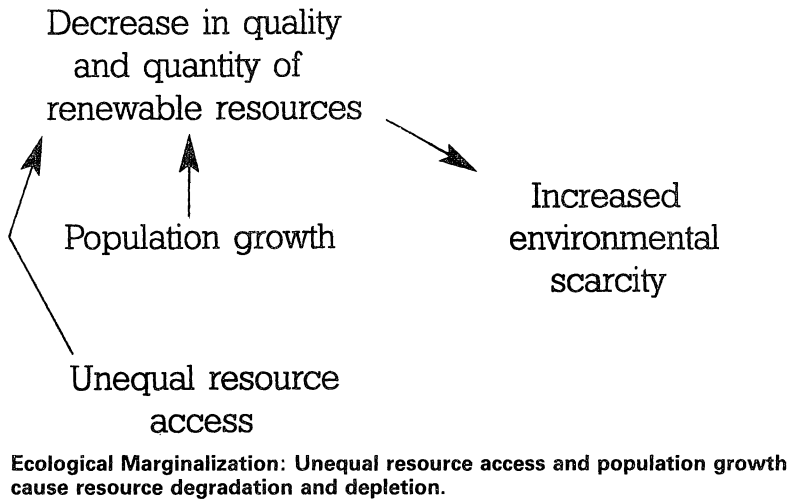 Decrease in quality
and quantity of
renewable resources
Population growth
Increased
environmental
scarcity
Unequal resource
access
Ecological Marginalization: Unequal resource access and population growth
cause resource degradation and depletion.